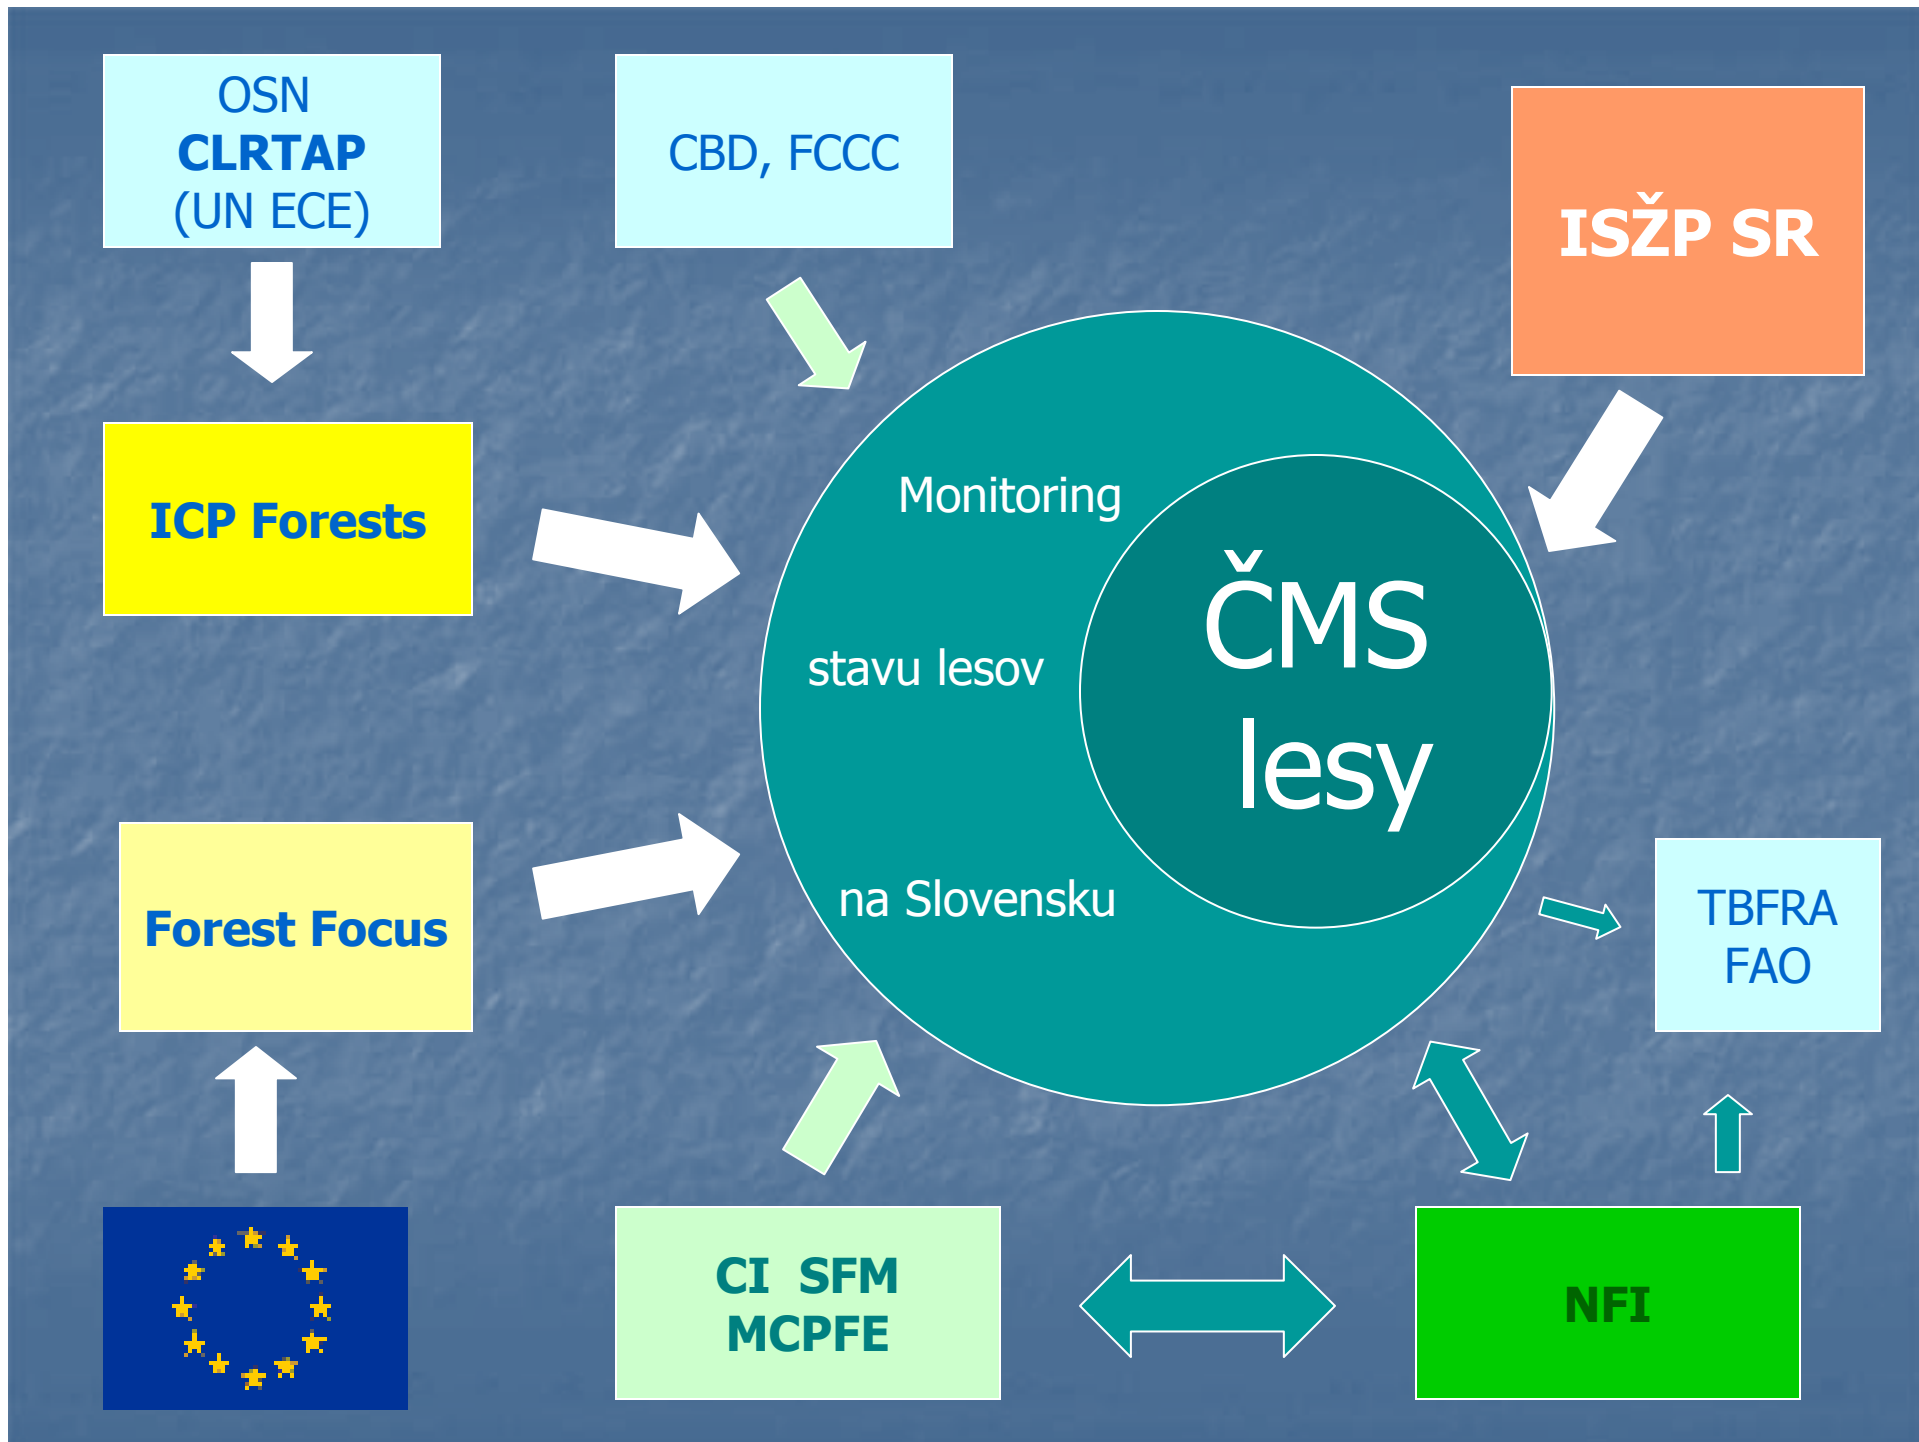 OSN
CLRTAP
(UN ECE)
CBD, FCCC
ISŽP SR
ICP Forests
Monitoring
stavu lesov
na Slovensku
ČMS
lesy
Forest Focus
TBFRA
FAO
CI SFM
MCPFE
NFI